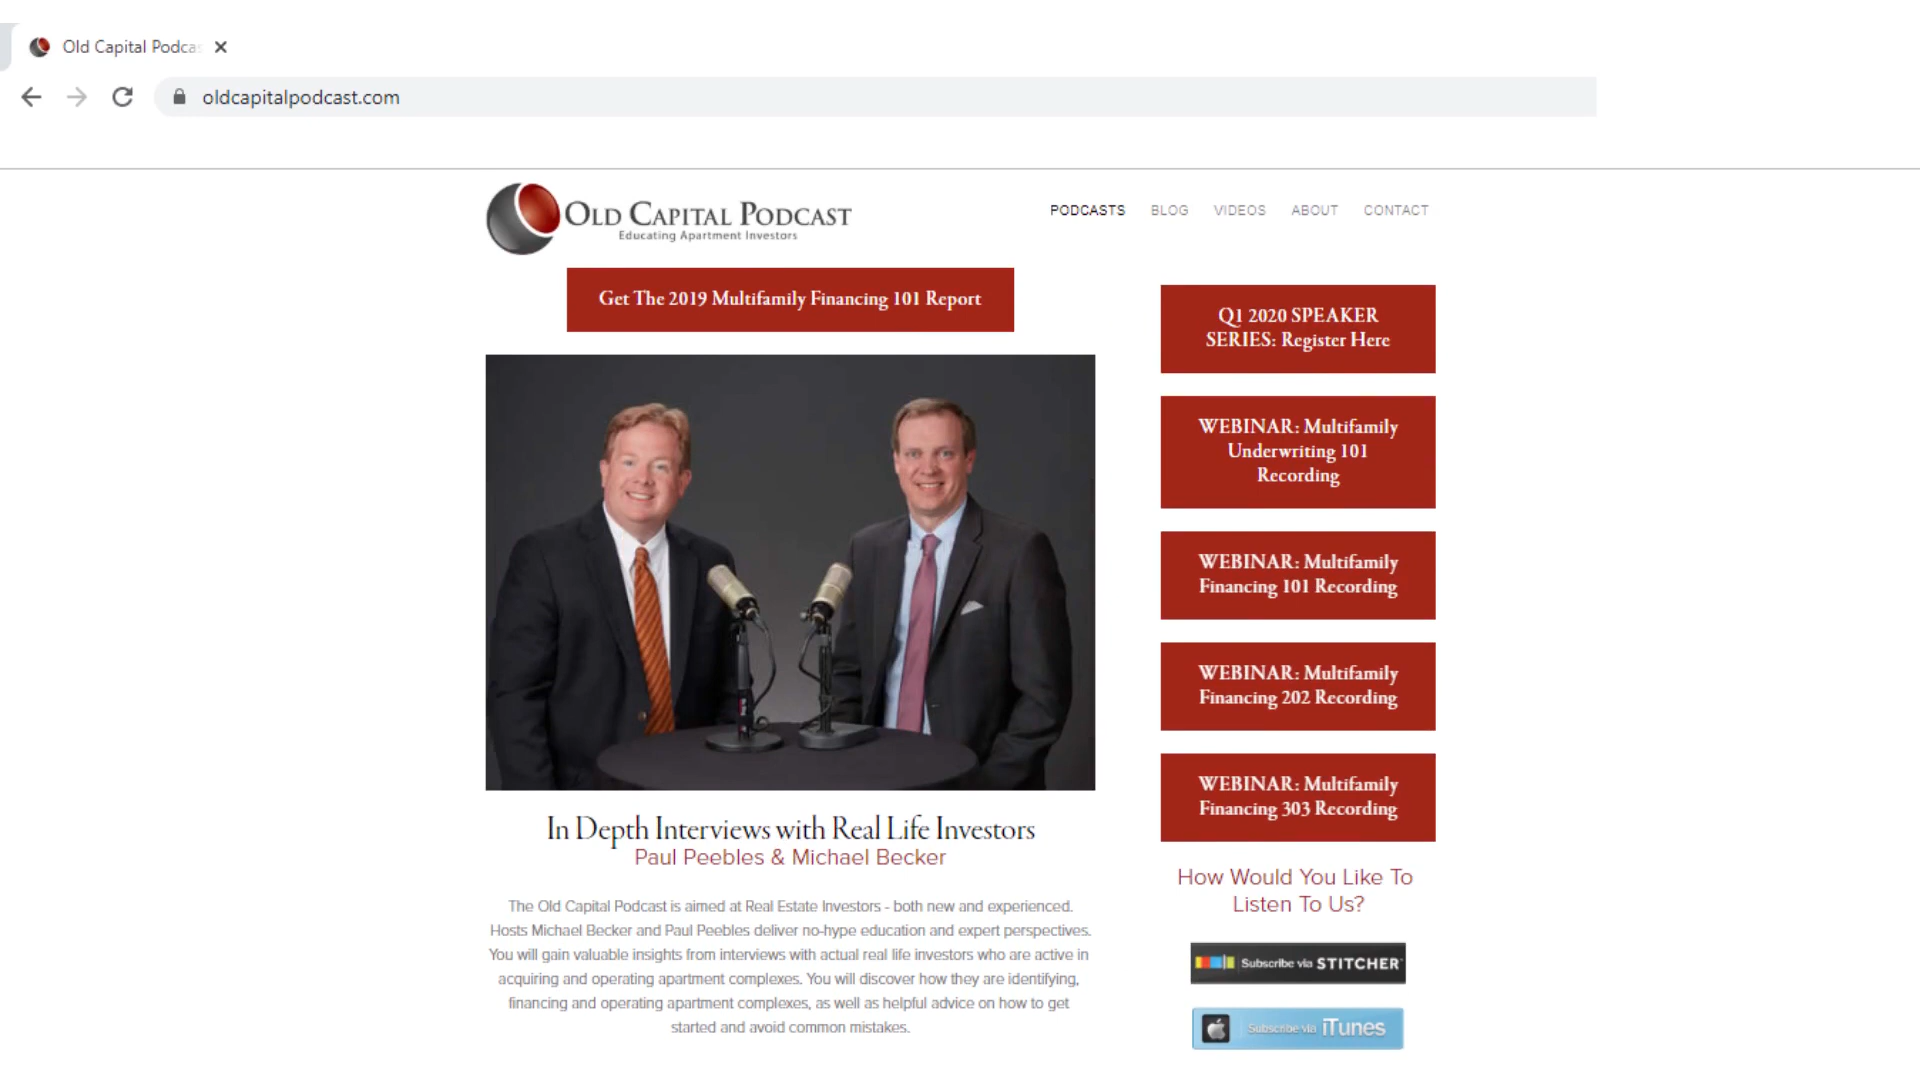 Old Capital Podca
oldcapitalpodcast.com
OLD CAPITAL PODCAST
Educating Apartment Investors
PODCASTS BLOG VIDEOS ABOUT CONTACT
Get The 2019 Multifamily Financing 101 Report
In Depth Interviews with Real Life Investors
Paul Peebles & Michael Becker
The Old Capital Podcast is aimed at Real Estate Investors - both new and experienced.
Hosts Michael Becker and Paul Peebles deliver no-hype education and expert perspectives.
You will gain valuable insights from interviews with actual real life investors who are active in
acquiring and operating apartment complexes. You will discover how they are identifying,
financing and operating apartment complexes, as well as helpful advice on how to get
started and avoid common mistakes.
Q1 2020 SPEAKER
SERIES: Register Here
WEBINAR: Multifamily
Underwriting 101
Recording
WEBINAR: Multifamily
Financing 101 Recording
WEBINAR: Multifamily
Financing 202 Recording
WEBINAR: Multifamily
Financing 303 Recording
How Would You Like To
Listen To Us?
Subscribe via STITCHER
Subscribe via iTunes